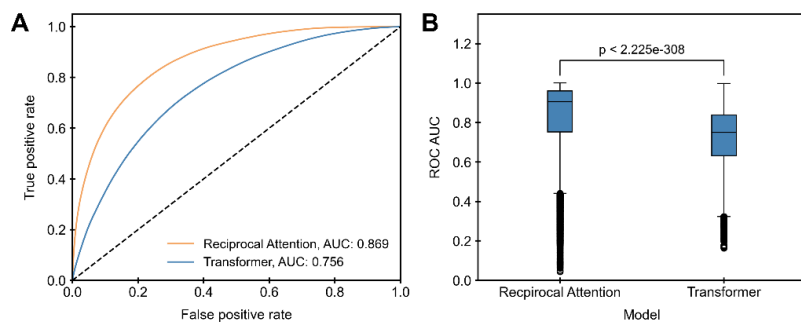 A
1.0
0.8
0.6
0.4
0.2
0.0
True positive rate
Reciprocal Attention, AUC: 0.869
Transformer, AUC: 0.756
0.0 0.2 0.4 0.6 0.8 1.0
False positive rate
B
1.2
1.0
0.8
0.6
0.4
0.2
0.0
ROC AUC
p < 2.225e-308
Reciprocal Attention Transformer
Model